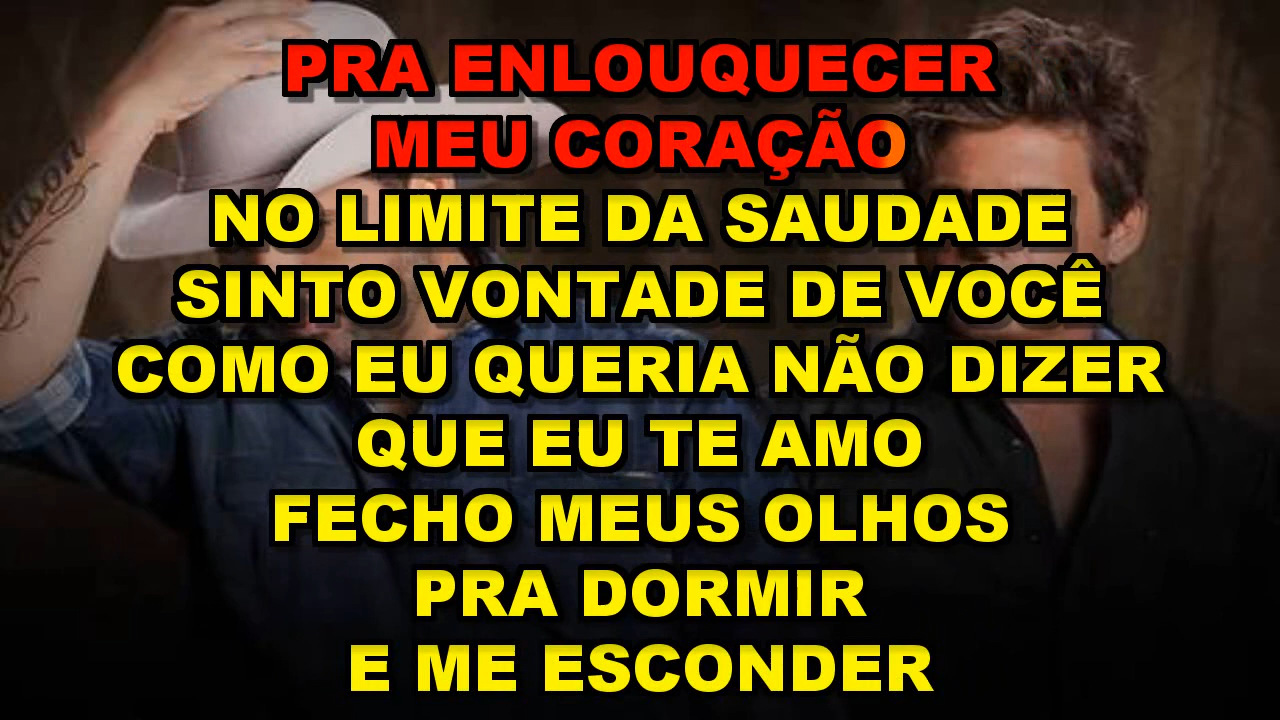 PRA ENLOUQUECER
MEU CORAÇÃO
NO LIMITE DA SAUDADE
SINTO VONTADE DE VOCÊ
COMO EU QUERIA NÃO DIZER
QUE EU TE AMO
FECHO MEUS OLHOS
PRA DORMIR
E ME ESCONDER